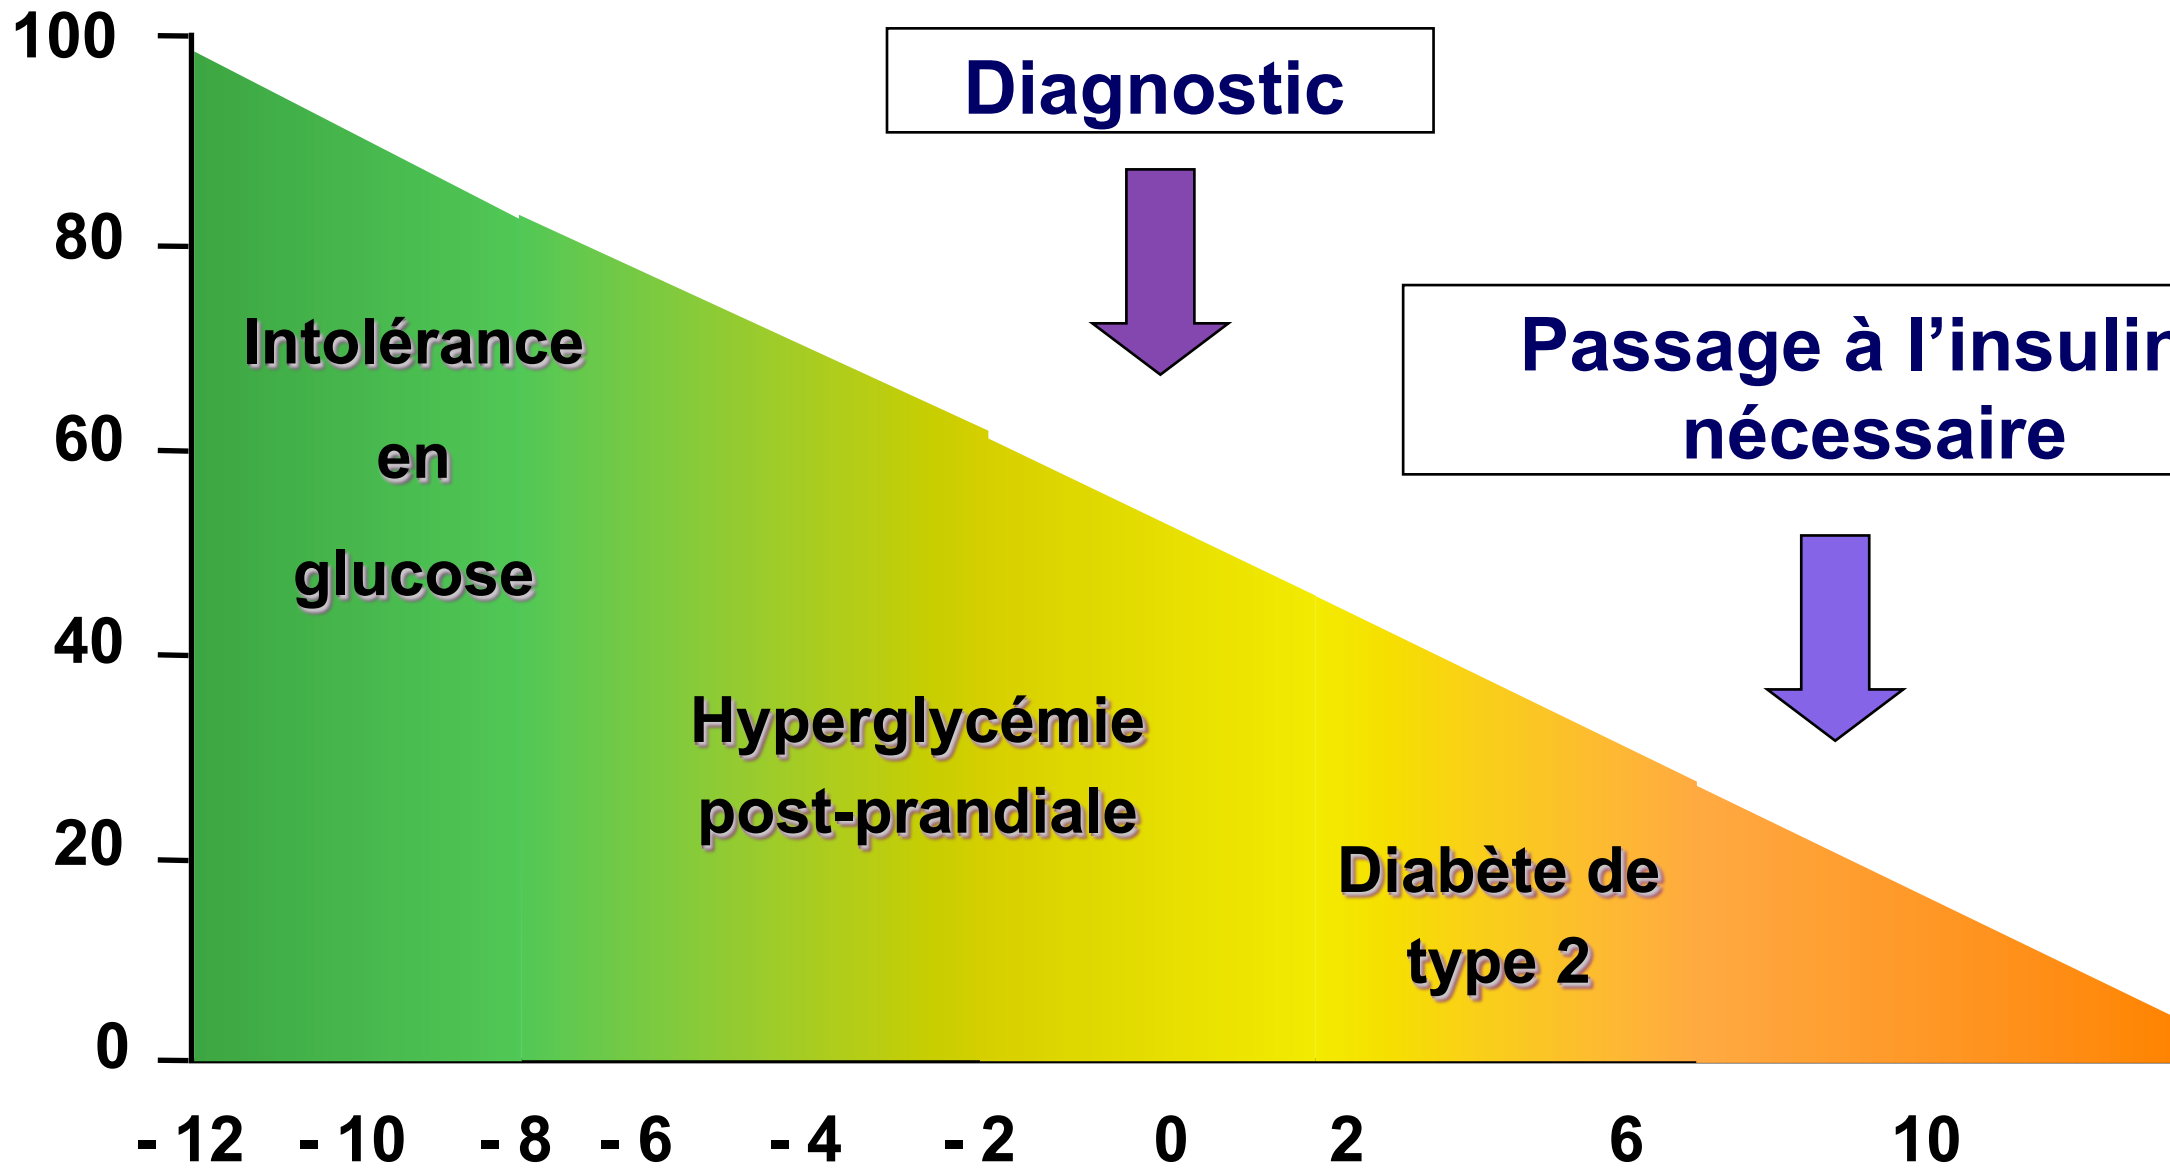 100
Diagnostic
80
Intolérance
en
glucose
Passage à l’insulin
nécessaire
60
40
Hyperglycémie
post-prandiale
20
Diabète de
type 2
0
- 12 - 10 - 8 - 6 - 4 - 2 0 2 6 10